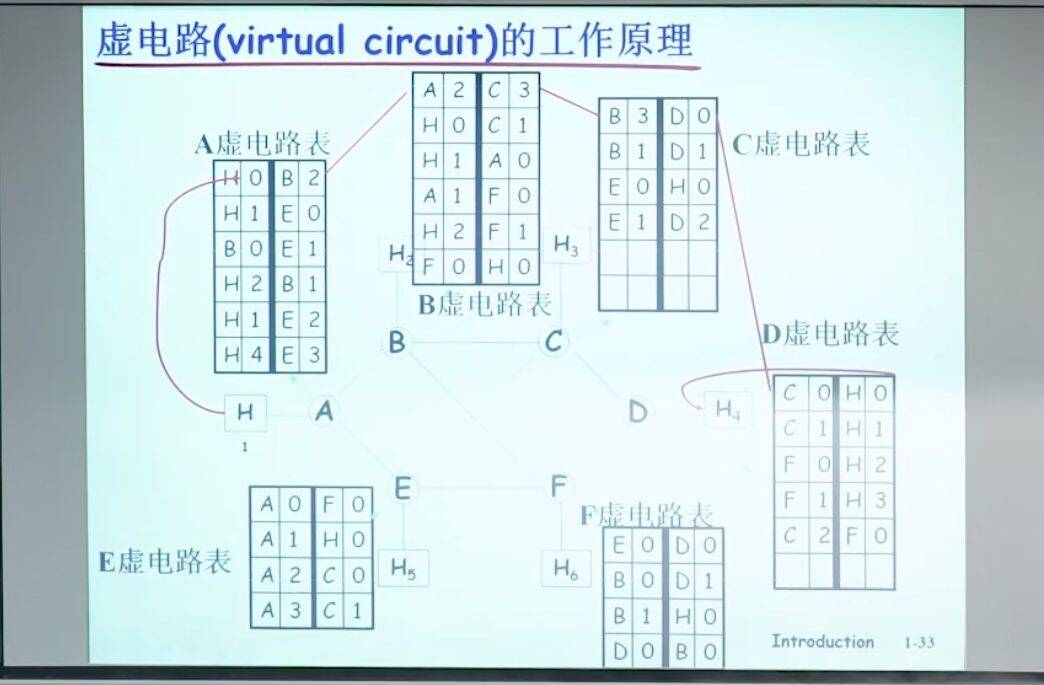 虚电路(virtual circuit)的工作原理
A虚电路表
H 0 B 2
H 1 E 0
B 0 E 1
H 2 B 1
H 1 E 2
H 4 E 3
A 2 C 3
H 0 C 1
H 1 A 0
A 1 F 0
H 2 F 1
F 0 H 0
B虚电路表
B 3 D 0
B 1 D 1
E 0 H 0
E 1 D 2
C虚电路表
H2
H3
B
C
D虚电路表
C 0 H 0
C 1 H 1
F 0 H 2
F 1 H 3
C 2 F 0
H
1
A
D
H4
E
F
E虚电路表
A 0 F 0
A 1 H 0
A 2 C 0
A 3 C 1
H5
H6
F虚电路表
E 0 D 0
B 0 D 1
B 1 H 0
D 0 B 0
Introduction 1-33